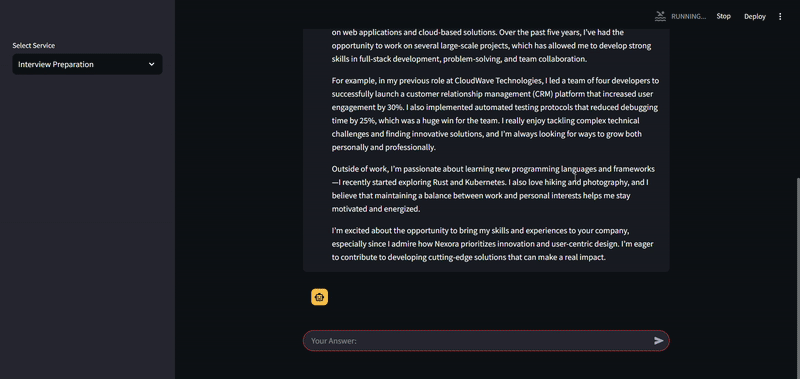 RUNNING...
Stop
Deploy
Select Service
Interview Preparation
on web applications and cloud-based solutions. Over the past five years, I've had the
opportunity to work on several large-scale projects, which has allowed me to develop strong
skills in full-stack development, problem-solving, and team collaboration.
For example, in my previous role at CloudWave Technologies, I led a team of four developers to
successfully launch a customer relationship management (CRM) platform that increased user
engagement by 30%. I also implemented automated testing protocols that reduced debugging
time by 25%, which was a huge win for the team. I really enjoy tackling complex technical
challenges and finding innovative solutions, and I'm always looking for ways to grow both
personally and professionally.
Outside of work, I'm passionate about learning new programming languages and frameworks
—I recently started exploring Rust and Kubernetes. I also love hiking and photography, and I
believe that maintaining a balance between work and personal interests helps me stay
motivated and energized.
I'm excited about the opportunity to bring my skills and experiences to your company,
especially since I admire how Nexora prioritizes innovation and user-centric design. I'm eager
to contribute to developing cutting-edge solutions that can make a real impact.
Your Answer: